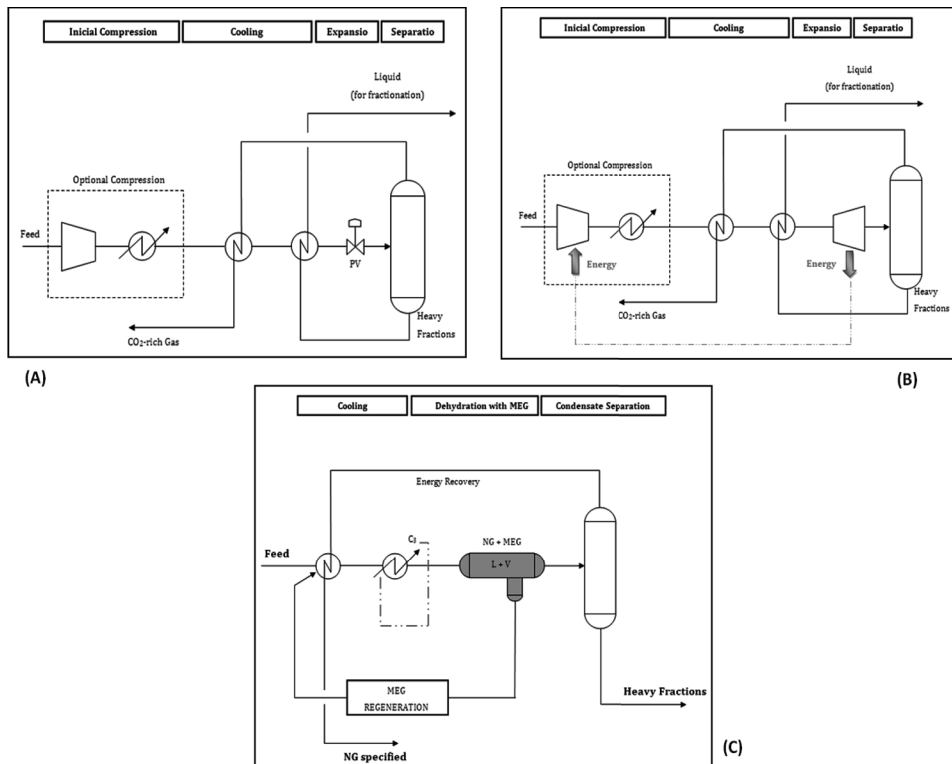 Inicial Compression
Cooling
Expansio
Separatio
Liquid
(for fractionation)
Optional Compression
Feed
PV
Heavy
Fractions
CO₂-rich Gas
(A)
Inicial Compression
Cooling
Expansio
Separatio
Liquid
(for fractionation)
Optional Compression
Feed
Energy
Energy
Heavy
Fractions
CO₂-rich Gas
(B)
Cooling
Dehydration with MEG
Condensate Separation
Energy Recovery
Feed
C₃
NG + MEG
L + V
MEG
REGENERATION
Heavy Fractions
NG specified
(C)